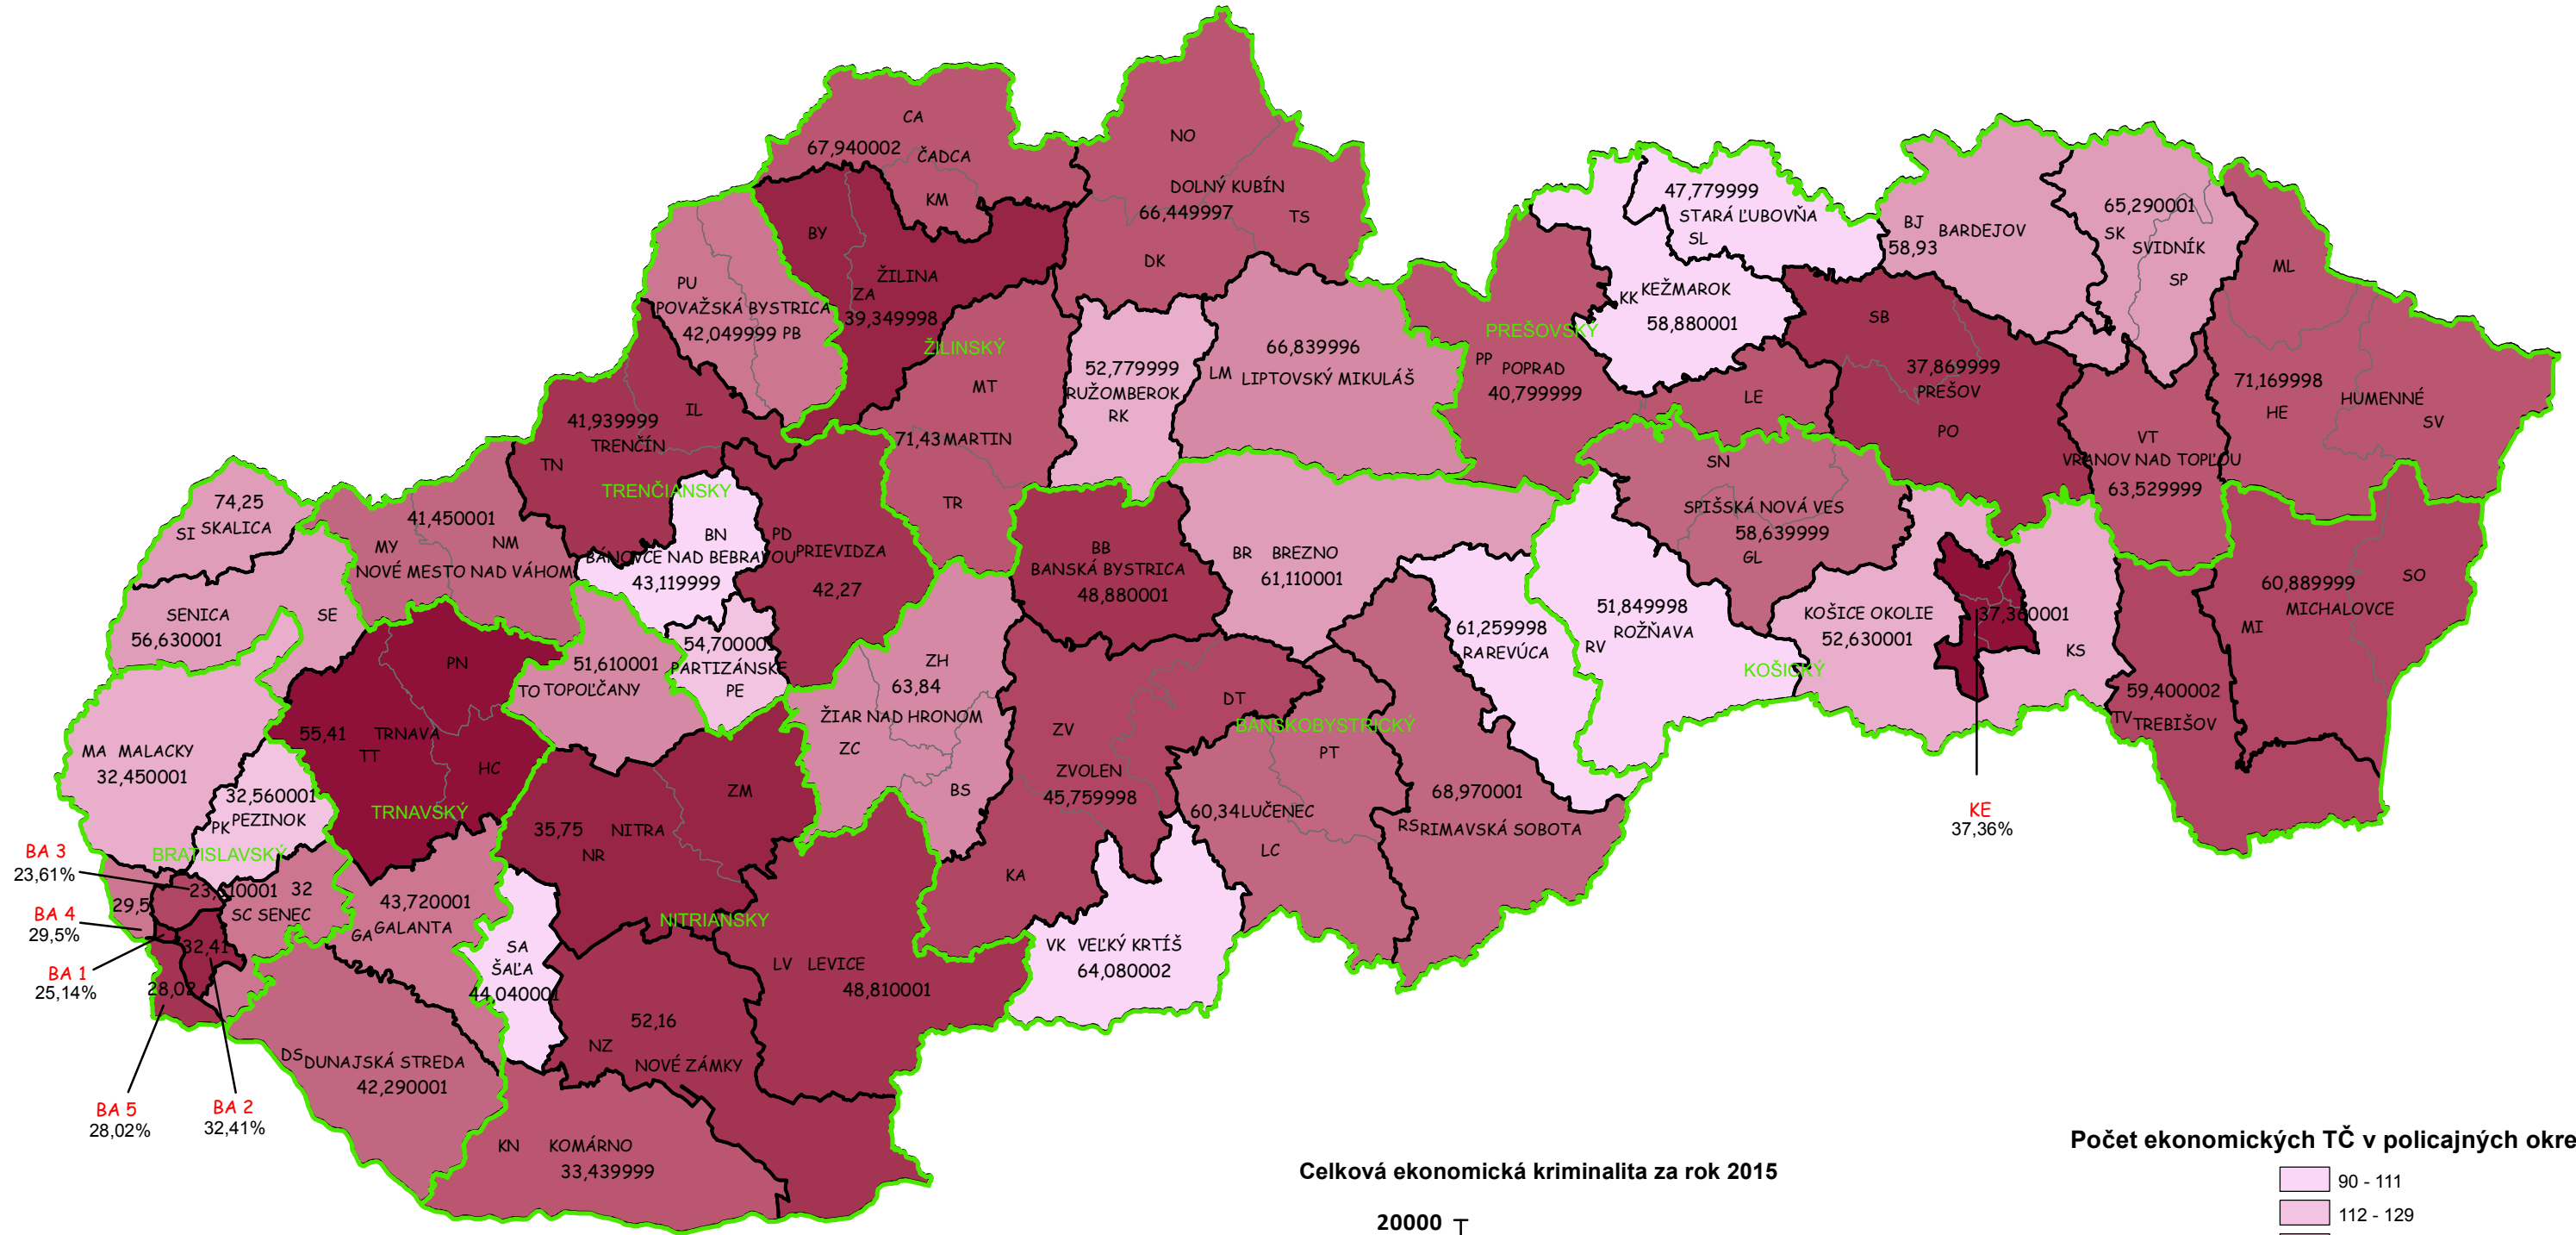 CA
67,940002
ČADCA
KM
NO
DOLNÝ KUBÍN
66,449997
TS
DK
BY
ŽILINA
ZA
39,349998
ŽILINSKÝ
PU
POVAŽSKÁ BYSTRICA
42,049999 PB
MT
71,43 MARTIN
TR
52,779999
RUŽOMBEROK
RK
66,839996
LM LIPTOVSKÝ MIKULÁŠ
47,779999
STARÁ ĽUBOVŇA
SL
KEŽMAROK
KK
58,880001
PREŠOVSKÝ
PP
POPRAD
40,799999
LE
BJ
BARDEJOV
58,93
65,290001
SK
SVIDNÍK
SP
ML
SB
37,869999
PREŠOV
PO
71,169998
HE
HUMENNÉ
SV
VT
VRANOV NAD TOPĽOU
63,529999
41,939999
IL
TRENČÍN
TN
TRENČIANSKY
74,25
SI SKALICA
41,450001
MY
NM
NOVÉ MESTO NAD VÁHOM
BN
BÁNOVCE NAD BEBRAVOU
43,119999
PD
PRIEVIDZA
42,27
SENICA
SE
56,630001
54,700001
PARTIZÁNSKE
PE
51,610001
TO TOPOĽČANY
PN
55,41
TRNAVA
TT
HC
TRNAVSKÝ
MA MALACKY
32,450001
32,560001
PK PEZINOK
BRATISLAVSKÝ
BB
BANSKÁ BYSTRICA
48,880001
BR BREZNO
61,110001
SN
SPIŠSKÁ NOVÁ VES
58,639999
GL
61,259998
RAREVÚCA
51,849998
ROŽŇAVA
RV
KOŠICE OKOLIE
52,630001
37,360001
KS
KOŠICKÝ
KE
37,36%
60,889999
MICHALOVCE
SO
MI
59,400002
TV TREBIŠOV
ZH
63,84
ŽIAR NAD HRONOM
ZC
BS
DT
ZV
BANSKOBYSTRICKÝ
PT
ZVOLEN
45,759998
KA
60,34 LUČENEC
LC
68,970001
RS RIMAVSKÁ SOBOTA
ZM
35,75
NITRA
NR
NITRIANSKY
BA 3
23,61%
32
SC SENEC
29,5
BA 4
29,5%
32,41
BA 1
25,14%
28,02
BA 5
28,02%
BA 2
32,41%
43,720001
GA GALANTA
SA
ŠAĽA
44,040001
LV LEVICE
48,810001
VK VEĽKÝ KRTÍŠ
64,080002
52,16
NZ
NOVÉ ZÁMKY
DS DUNAJSKÁ STREDA
42,290001
KN KOMÁRNO
33,439999
Celková ekonomická kriminalita za rok 2015
20000
Počet ekonomických TČ v policajných okre
90 - 111
112 - 129